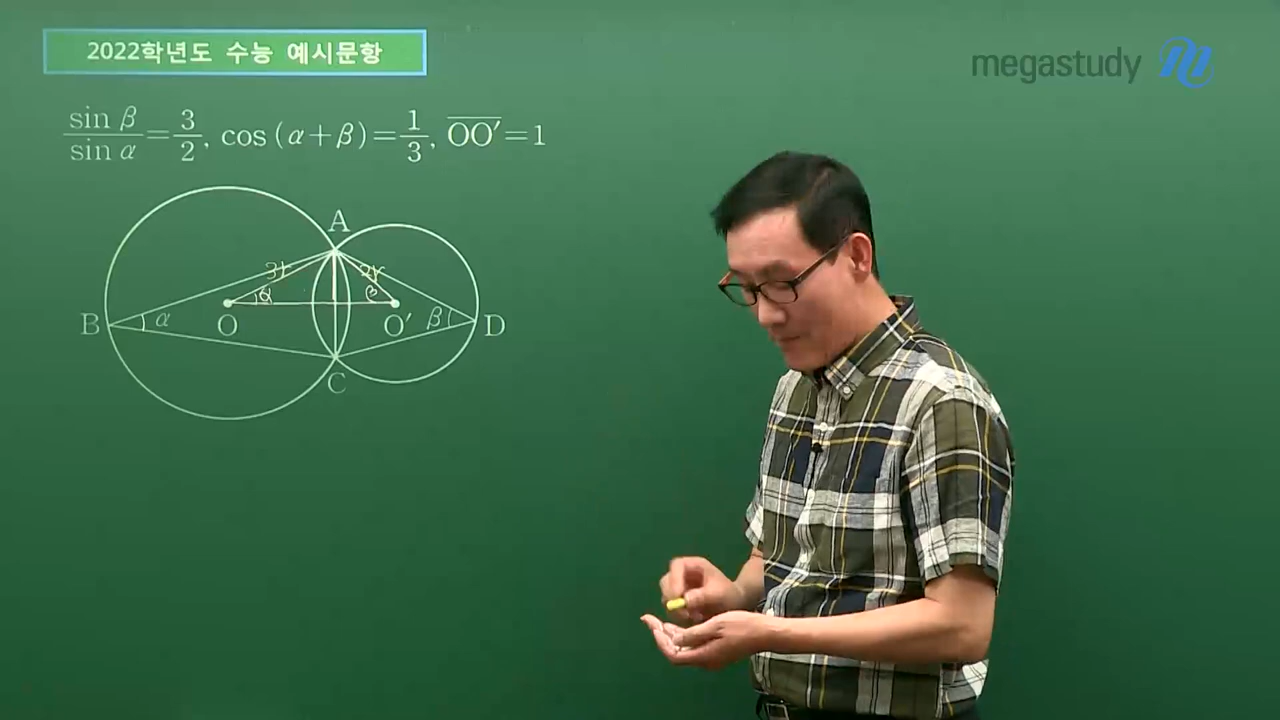 2022학년도 수능 예시문항
megastudy
sin β/sin α = 3/2, cos (α+β) = 1/3, OO′ = 1
A
3r
2r
α
β
B
α
O
O′
β
D
C